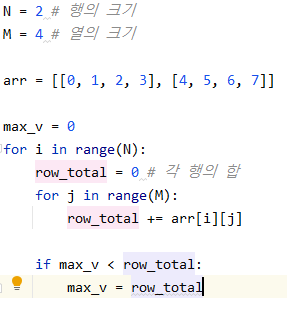 N = 2 # 행의 크기
M = 4 # 열의 크기
arr = [[0, 1, 2, 3], [4, 5, 6, 7]]
max_v = 0
for i in range(N):
    row_total = 0 # 각 행의 합
    for j in range(M):
        row_total += arr[i][j]
    if max_v < row_total:
        max_v = row_total